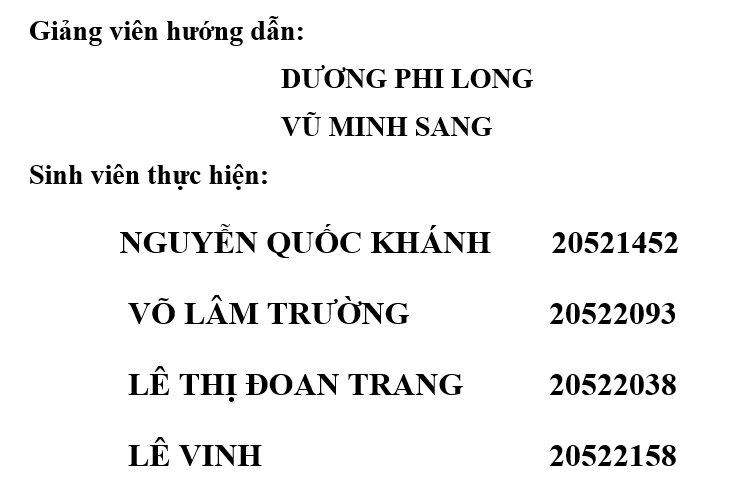 Giảng viên hướng dẫn:
DƯƠNG PHI LONG
VŨ MINH SANG
Sinh viên thực hiện:
NGUYỄN QUỐC KHÁNH 20521452
VÕ LÂM TRƯỜNG 20522093
LÊ THỊ ĐOAN TRANG 20522038
LÊ VINH 20522158